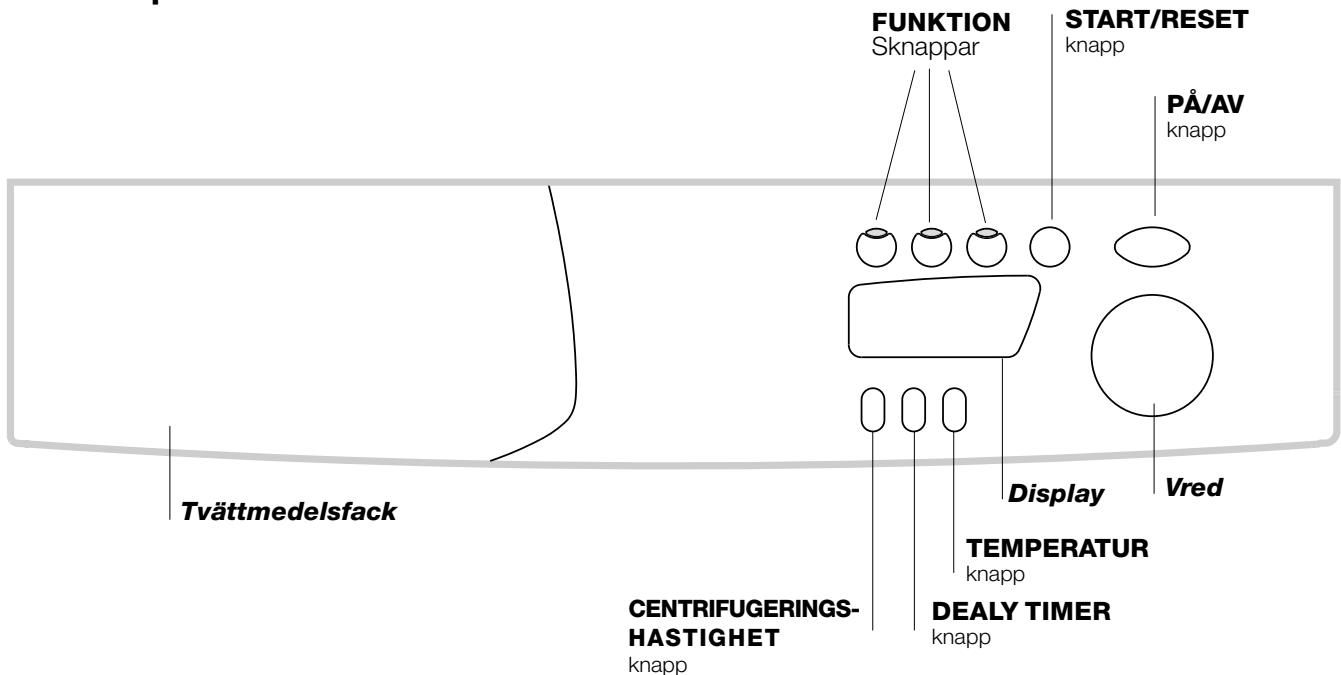 FUNKTION
Sknappar
START/RESET
knapp
PÅ/AV
knapp
Tvättmedelsfack
Display
Vred
TEMPERATUR
knapp
CENTRIFUGERINGS-
HASTIGHET
knapp
DEALY TIMER
knapp